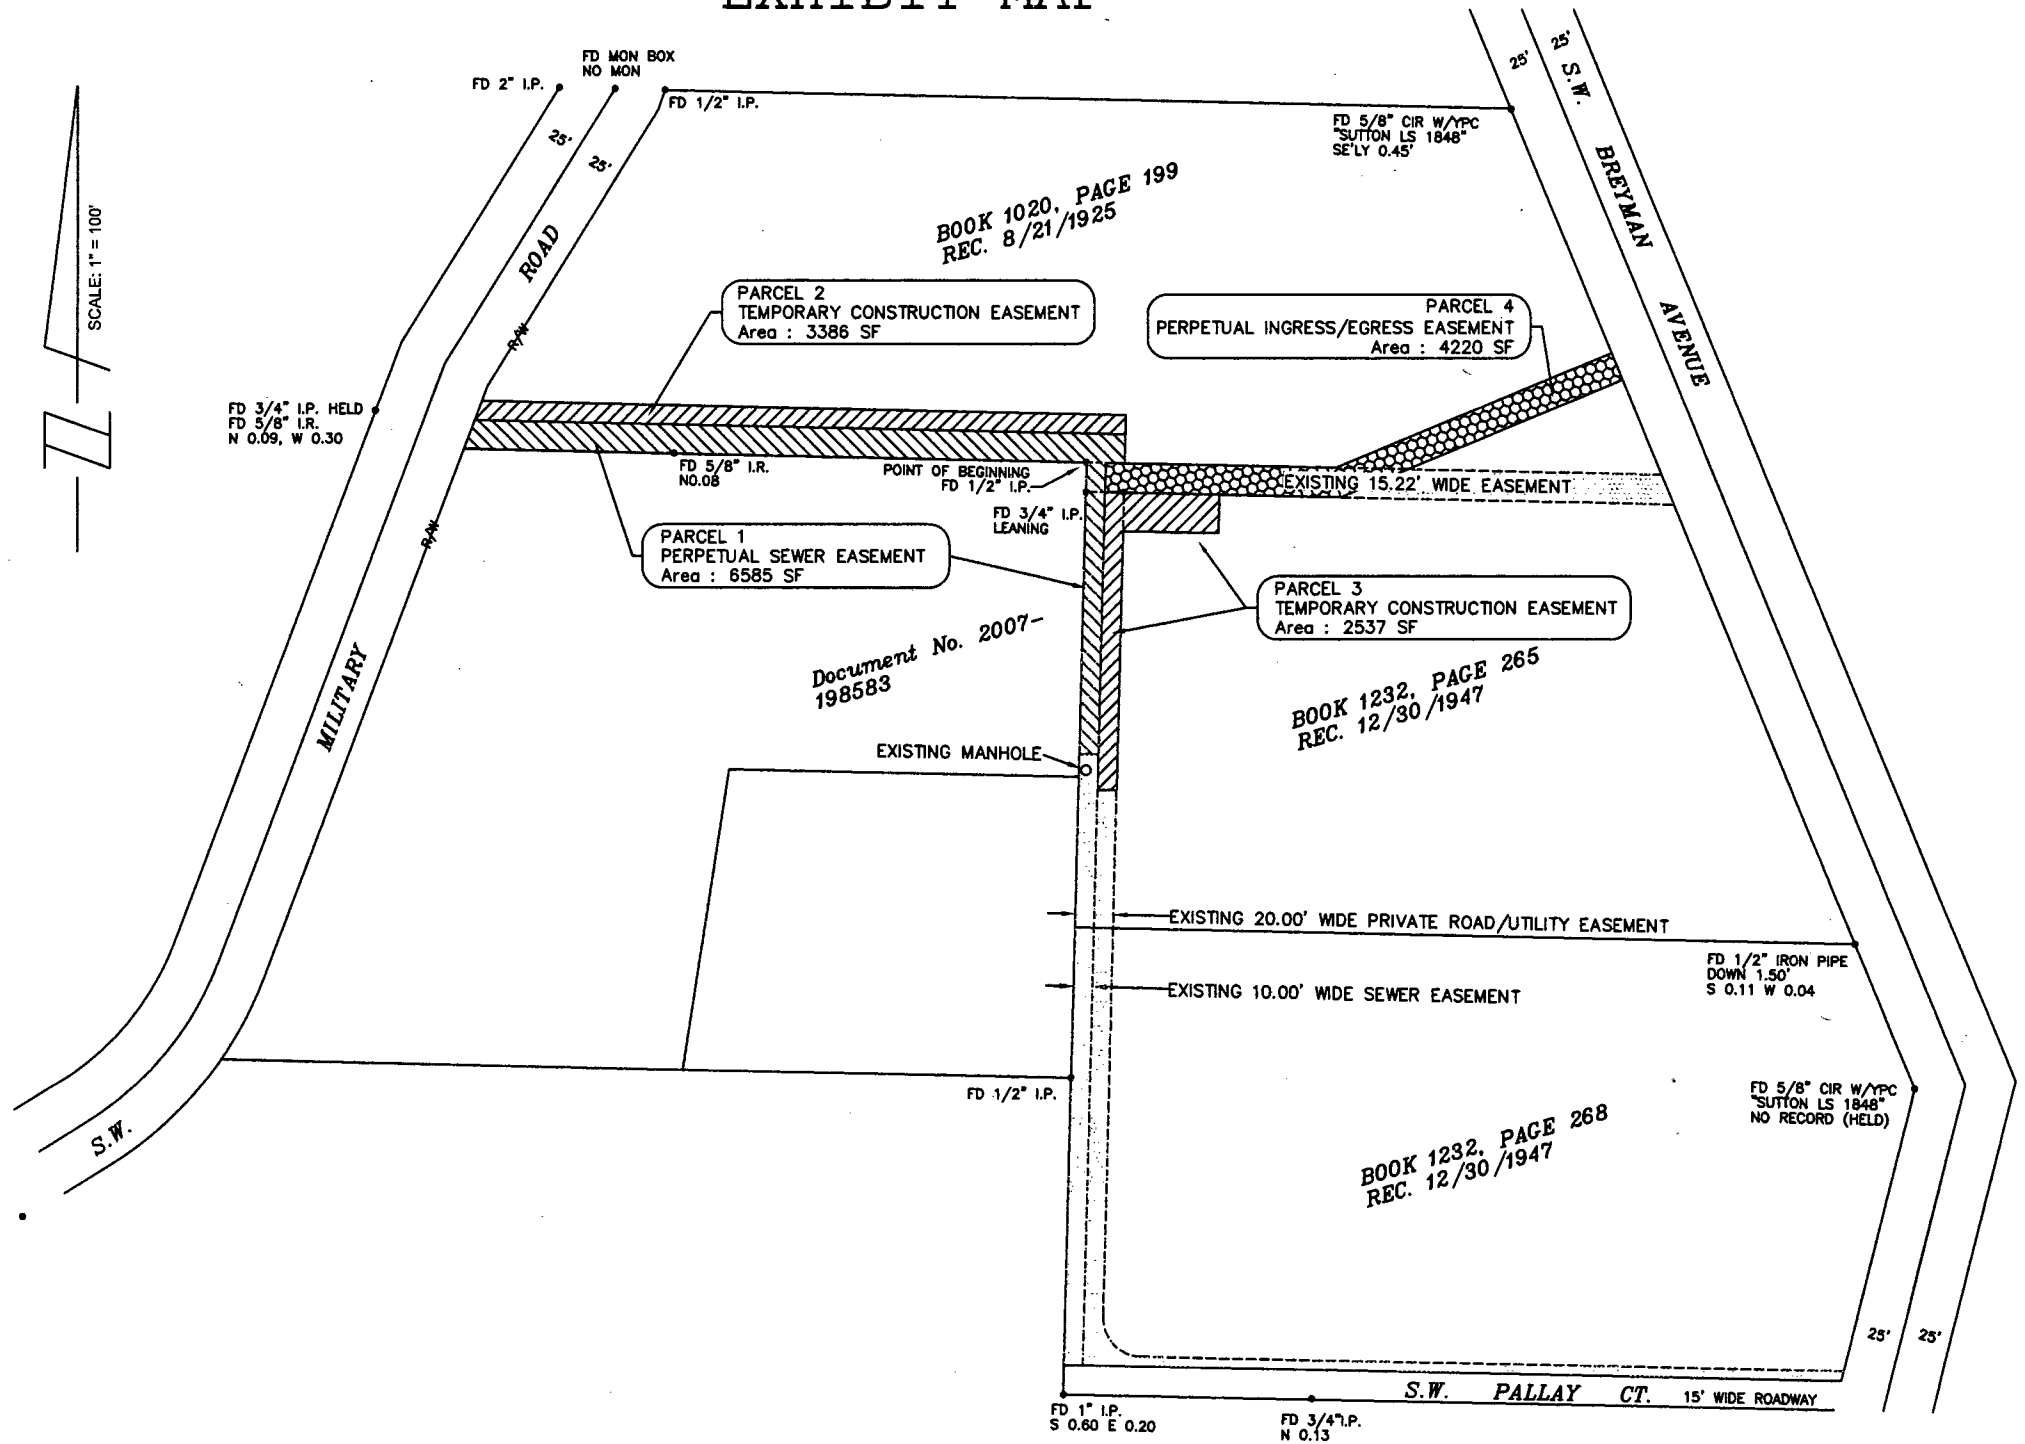 EXHIBIT MAP
FD MON BOX
NO MON
FD 2" I.P.
FD 1/2" I.P.
25'
25'
25'
25'
S.W. BREYMAN AVENUE
FD 5/8" CIR W/YPC
"SUTTON LS 1848"
SE'LY 0.45'
SCALE: 1" = 100'
N
BOOK 1020, PAGE 199
REC. 8/21/1925
ROAD
R/W
PARCEL 2
TEMPORARY CONSTRUCTION EASEMENT
Area : 3386 SF
PARCEL 4
PERPETUAL INGRESS/EGRESS EASEMENT
Area : 4220 SF
FD 3/4" I.P. HELD
FD 5/8" I.R.
N 0.09, W 0.30
FD 5/8" I.R.
N0.08
POINT OF BEGINNING
FD 1/2" I.P.
EXISTING 15.22' WIDE EASEMENT
FD 3/4" I.P.
LEANING
R/W
PARCEL 1
PERPETUAL SEWER EASEMENT
Area : 6585 SF
PARCEL 3
TEMPORARY CONSTRUCTION EASEMENT
Area : 2537 SF
Document No. 2007-
198583
BOOK 1232, PAGE 265
REC. 12/30/1947
MILITARY
EXISTING MANHOLE
EXISTING 20.00' WIDE PRIVATE ROAD/UTILITY EASEMENT
FD 1/2" IRON PIPE
DOWN 1.50'
S 0.11 W 0.04
EXISTING 10.00' WIDE SEWER EASEMENT
FD 1/2" I.P.
FD 5/8" CIR W/YPC
"SUTTON LS 1848"
NO RECORD (HELD)
S.W.
BOOK 1232, PAGE 268
REC. 12/30/1947
25'
25'
S.W. PALLAY CT. 15' WIDE ROADWAY
FD 1" I.P.
S 0.60 E 0.20
FD 3/4" I.P.
N 0.13